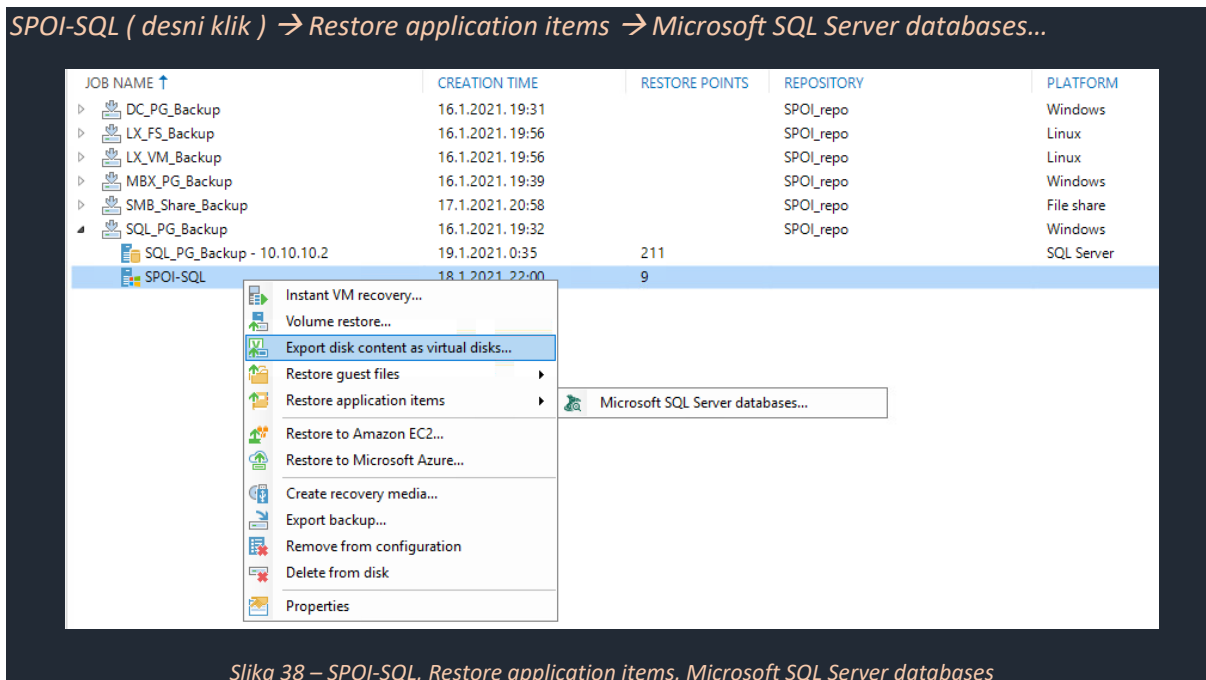 SPOI-SQL ( desni klik ) → Restore application items → Microsoft SQL Server databases…
JOB NAME ↑ CREATION TIME RESTORE POINTS REPOSITORY PLATFORM
DC_PG_Backup 16.1.2021. 19:31 SPOI_repo Windows
LX_FS_Backup 16.1.2021. 19:56 SPOI_repo Linux
LX_VM_Backup 16.1.2021. 19:56 SPOI_repo Linux
MBX_PG_Backup 16.1.2021. 19:39 SPOI_repo Windows
SMB_Share_Backup 17.1.2021. 20:58 SPOI_repo File share
SQL_PG_Backup 16.1.2021. 19:32 SPOI_repo Windows
SQL_PG_Backup - 10.10.10.2 19.1.2021. 0:35 211 SQL Server
SPOI-SQL 18.1.2021. 22:00 9
Instant VM recovery...
Volume restore...
Export disk content as virtual disks...
Restore guest files
Restore application items
Microsoft SQL Server databases...
Restore to Amazon EC2...
Restore to Microsoft Azure...
Create recovery media...
Export backup...
Remove from configuration
Delete from disk
Properties
Slika 38 – SPOI-SQL, Restore application items, Microsoft SQL Server databases